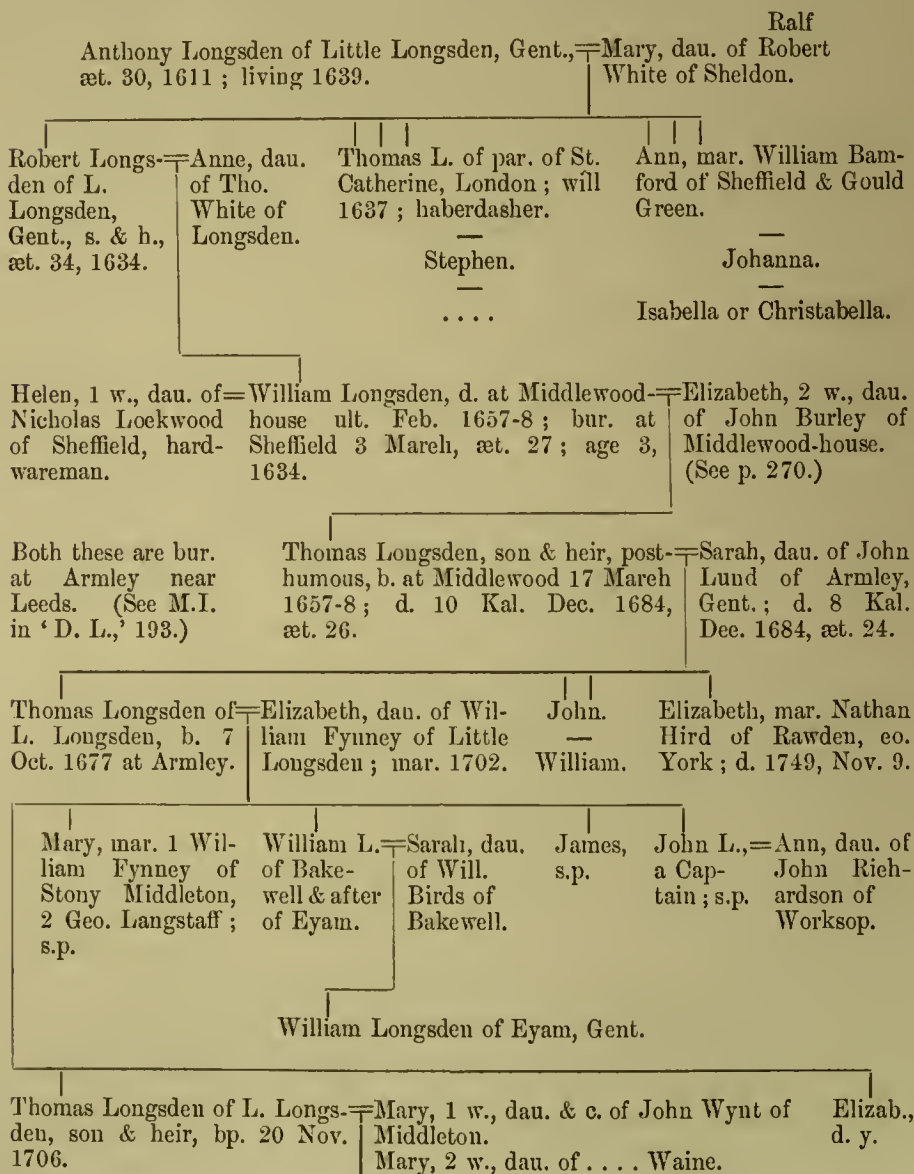 Ralf
Anthony Longsden of Little Longsden, Gent.,=Mary, dau. of Robert
æt. 30, 1611 ; living 1639. White of Sheldon.
Robert Longs-=Anne, dau.
den of L. of Tho.
Longsden, White of
Gent., s. & h., Longsden.
æt. 34, 1634.
Thomas L. of par. of St.
Catherine, London ; will
1637 ; haberdasher.
—
Stephen.
—
. . . .
Ann, mar. William Bam-
ford of Sheffield & Gould
Green.
—
Johanna.
—
Isabella or Christabella.
Helen, 1 w., dau. of=William Longsden, d. at Middlewood-=Elizabeth, 2 w., dau.
Nicholas Lockwood house ult. Feb. 1657-8 ; bur. at of John Burley of
of Sheffield, hard- Sheffield 3 March, æt. 27 ; age 3, Middlewood-house.
wareman. 1634. (See p. 270.)
Both these are bur.
at Armley near
Leeds. (See M.I.
in ‘ D. L.,’ 193.)
Thomas Longsden, son & heir, post-=Sarah, dau. of John
humous, b. at Middlewood 17 March Lund of Armley,
1657-8 ; d. 10 Kal. Dec. 1684, Gent. ; d. 8 Kal.
æt. 26. Dec. 1684, æt. 24.
Thomas Longsden of=Elizabeth, dau. of Wil-
L. Longsden, b. 7 liam Fynney of Little
Oct. 1677 at Armley. Longsden ; mar. 1702.
John.
—
William.
Elizabeth, mar. Nathan
Hird of Rawden, co.
York ; d. 1749, Nov. 9.
Mary, mar. 1 Wil-
liam Fynney of
Stony Middleton,
2 Geo. Langstaff ;
s.p.
William L.=Sarah, dau.
of Bake- of Will.
well & after Birds of
of Eyam. Bakewell.
James,
s.p.
John L.,=Ann, dau. of
a Cap- John Rich-
tain ; s.p. ardson of
Worksop.
William Longsden of Eyam, Gent.
Thomas Longsden of L. Longs-=Mary, 1 w., dau. & c. of John Wynt of
den, son & heir, bp. 20 Nov. Middleton.
1706. Mary, 2 w., dau. of . . . . Waine.
Elizab.,
d. y.